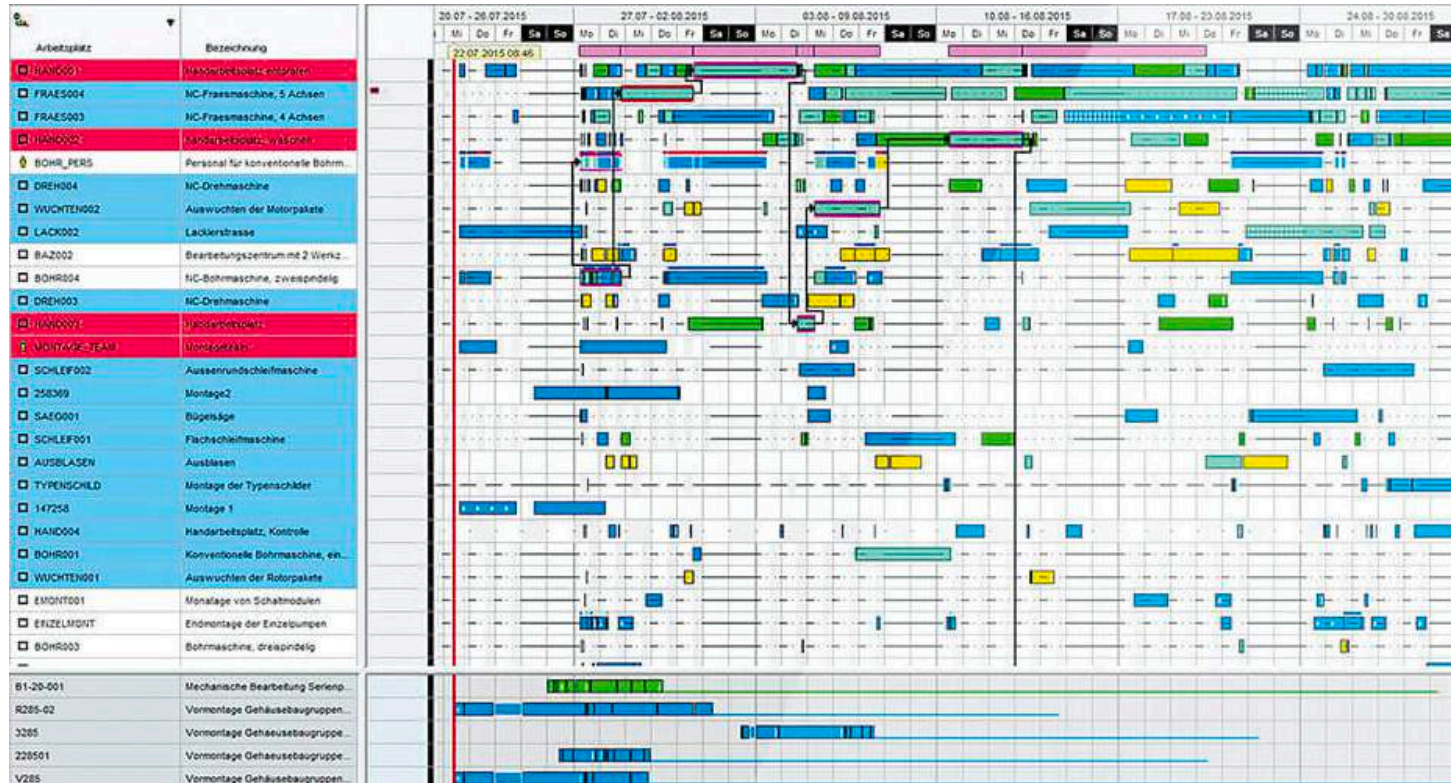 20.07 - 26.07.2015 27.07 - 02.08.2015 03.08 - 09.08.2015 10.08 - 16.08.2015 17.08 - 23.08.2015 24.08 - 30.08.2015
Mi Do Fr Sa So Mo Di Mi Do Fr Sa So Mo Di Mi Do Fr Sa So Mo Di Mi Do Fr Sa So Mo Di Mi Do Fr Sa So Mo Di Mi Do Fr Sa
Arbeitsplatz Bezeichnung
22.07.2015 08:46
HAND001 Handarbeitsplatz entgraten
FRAES004 NC-Fraesmaschine, 5 Achsen
FRAES003 NC-Fraesmaschine, 4 Achsen
HAND002 Handarbeitsplatz, waschen
BOHR_PERS Personal für konventionelle Bohrm...
DREH004 NC-Drehmaschine
WUCHTEN002 Auswuchten der Motorpakete
LACK002 Lackierstrasse
BAZ002 Bearbeitungszentrum mit 2 Werkz...
BOHR004 NC-Bohrmaschine, zweispindelig
DREH003 NC-Drehmaschine
HAND003 Handarbeitsplatz
MONTAGE_TEAM Montageteam
SCHLEIF002 Aussenrundschleifmaschine
258369 Montage2
SAEG001 Bügelsäge
SCHLEIF001 Flachschleifmaschine
AUSBLASEN Ausblasen
TYPENSCHILD Montage der Typenschilder
147258 Montage 1
HAND004 Handarbeitsplatz, Kontrolle
BOHR001 Konventionelle Bohrmaschine, ein...
WUCHTEN001 Auswuchten der Rotorpakete
EMONT001 Monatage von Schaltmodulen
EINZELMONT Endmontage der Einzelpumpen
BOHR003 Bohrmaschine, dreispindelig
B1-20-001 Mechanische Bearbeitung Serienp...
R285-02 Vormontage Gehäusebaugruppen...
3285 Vormontage Gehaeusebaugruppe...
228501 Vormontage Gehaeusebaugruppe...
V285 Vormontage Gehäusebaugruppen...